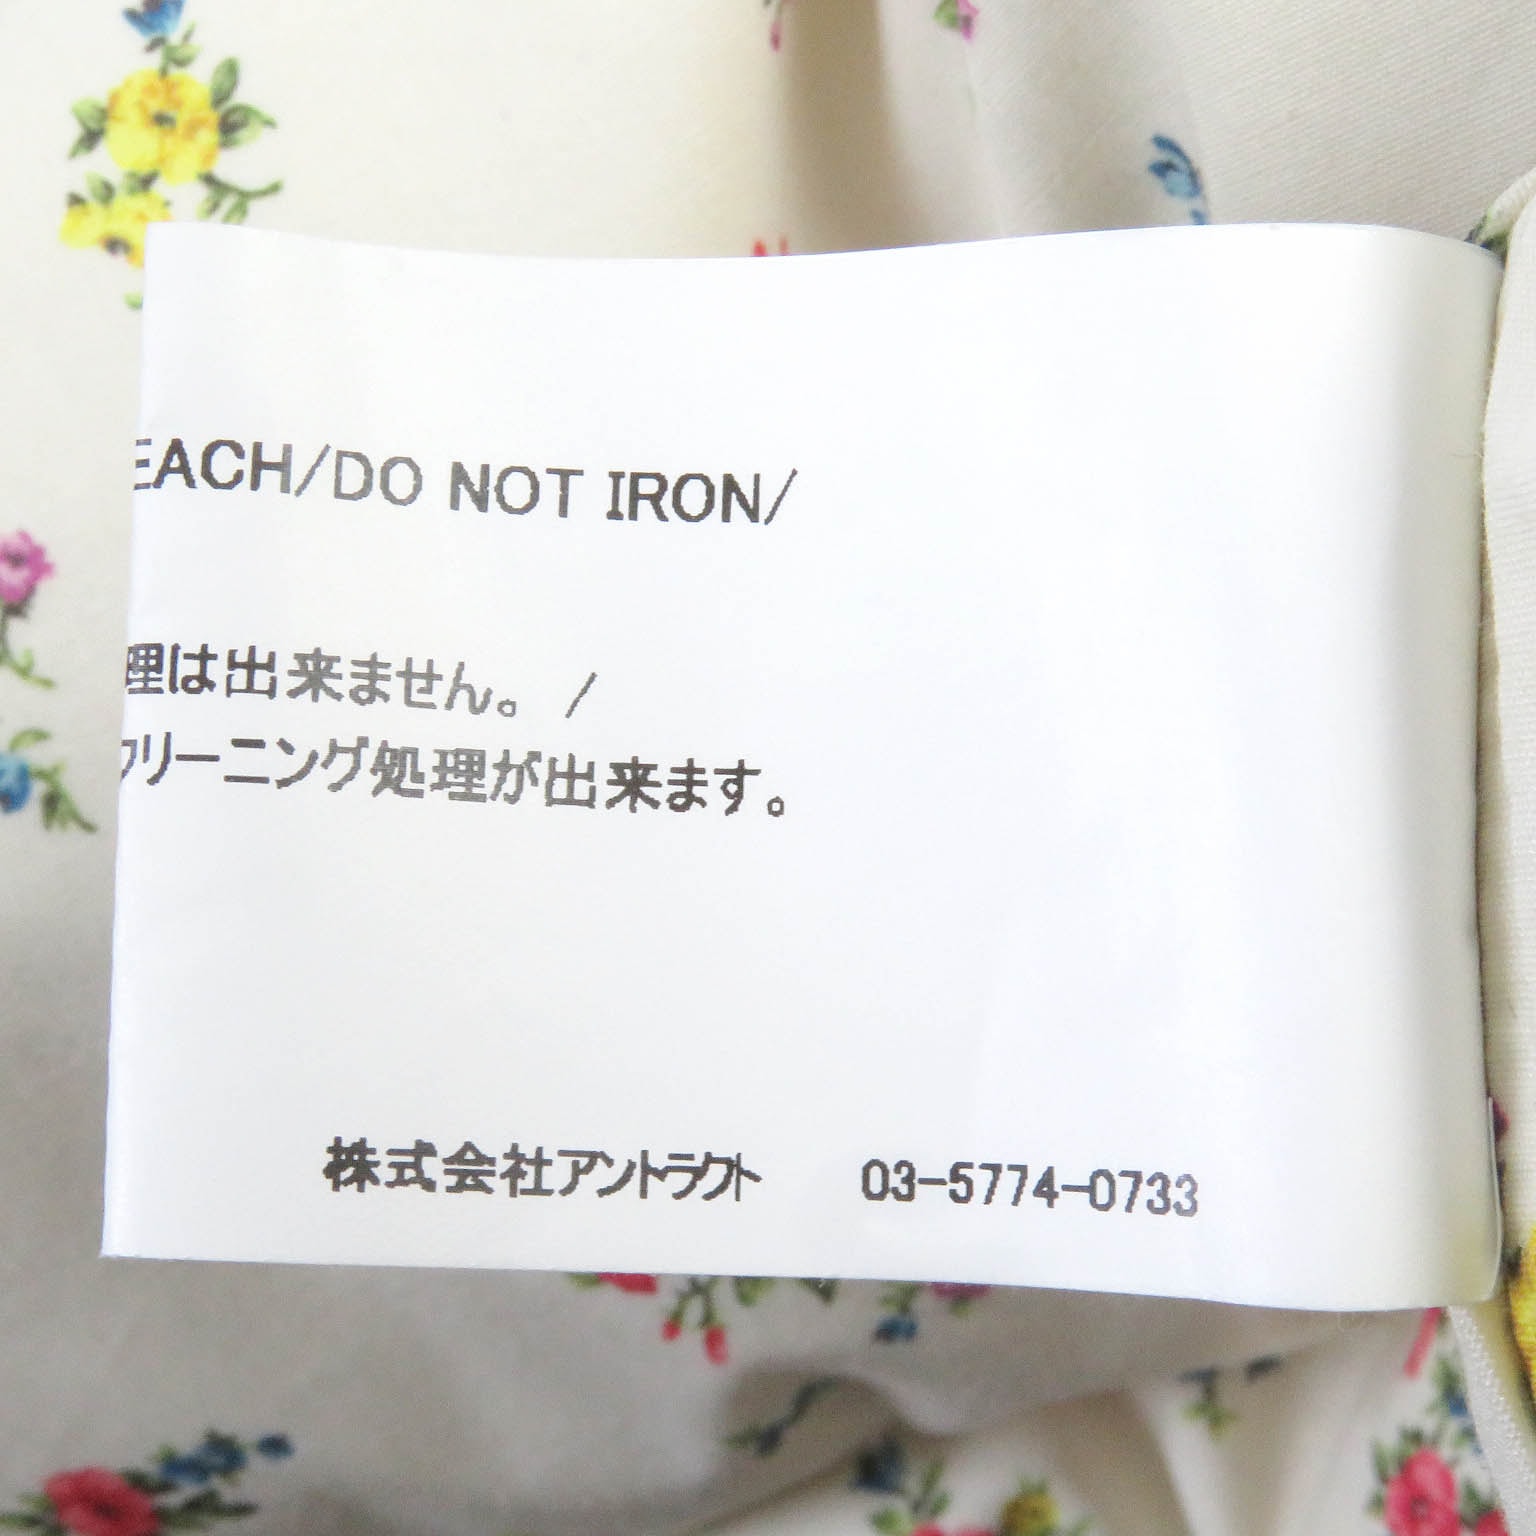 EACH/DO NOT IRON/
理は出来ません。 /
クリーニング処理が出来ます。
株式会社アントラクト 03-5774-0733